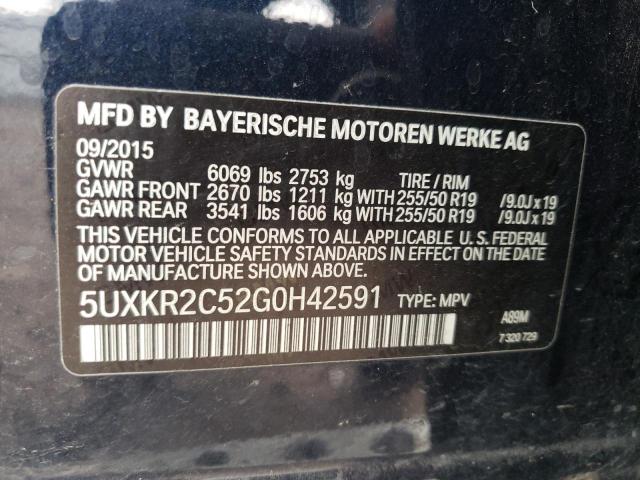 MFD BY BAYERISCHE MOTOREN WERKE AG
09/2015
GVWR 6069 lbs 2753 kg TIRE / RIM
GAWR FRONT 2670 lbs 1211 kg WITH 255/50 R19 /9.0J x 19
GAWR REAR 3541 lbs 1606 kg WITH 255/50 R19 /9.0J x 19
THIS VEHICLE CONFORMS TO ALL APPLICABLE U. S. FEDERAL
MOTOR VEHICLE SAFETY STANDARDS IN EFFECT ON THE
DATE OF MANUFACTURE SHOWN ABOVE.
5UXKR2C52G0H42591 TYPE: MPV A89M
7 320 729